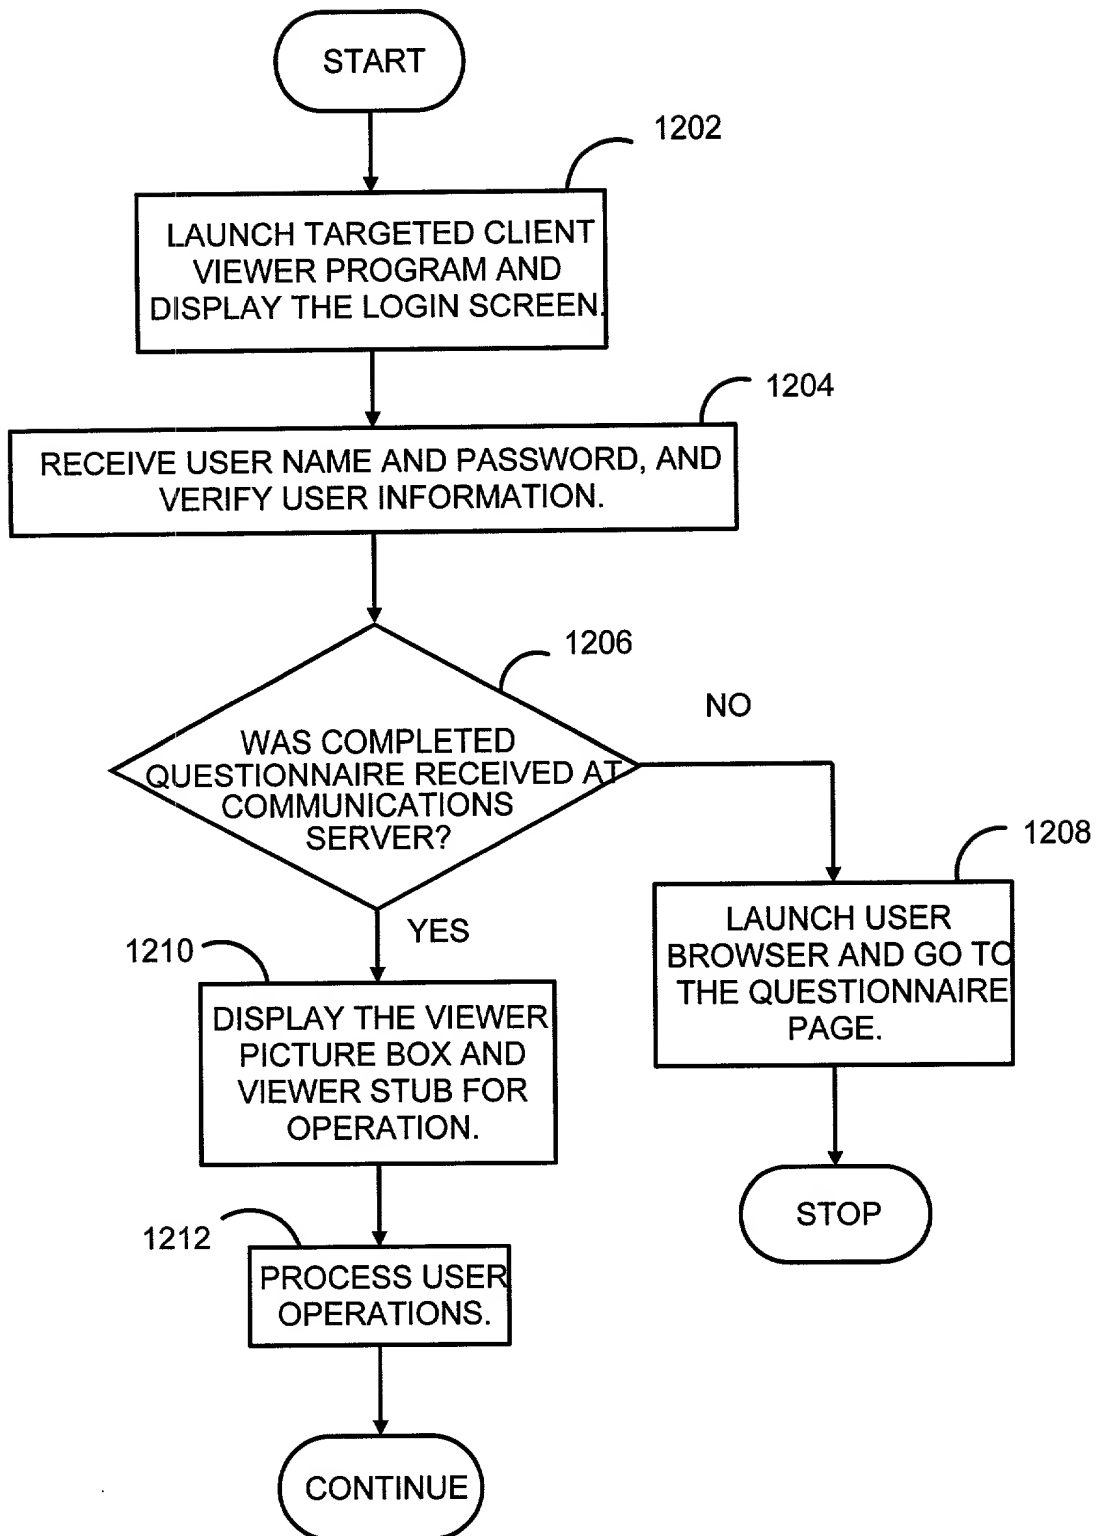 START
1202
LAUNCH TARGETED CLIENT
VIEWER PROGRAM AND
DISPLAY THE LOGIN SCREEN.
1204
RECEIVE USER NAME AND PASSWORD, AND
VERIFY USER INFORMATION.
1206
NO
WAS COMPLETED
QUESTIONNAIRE RECEIVED AT
COMMUNICATIONS
SERVER?
1208
LAUNCH USER
BROWSER AND GO TO
THE QUESTIONNAIRE
PAGE.
YES
1210
DISPLAY THE VIEWER
PICTURE BOX AND
VIEWER STUB FOR
OPERATION.
STOP
1212
PROCESS USER
OPERATIONS.
CONTINUE